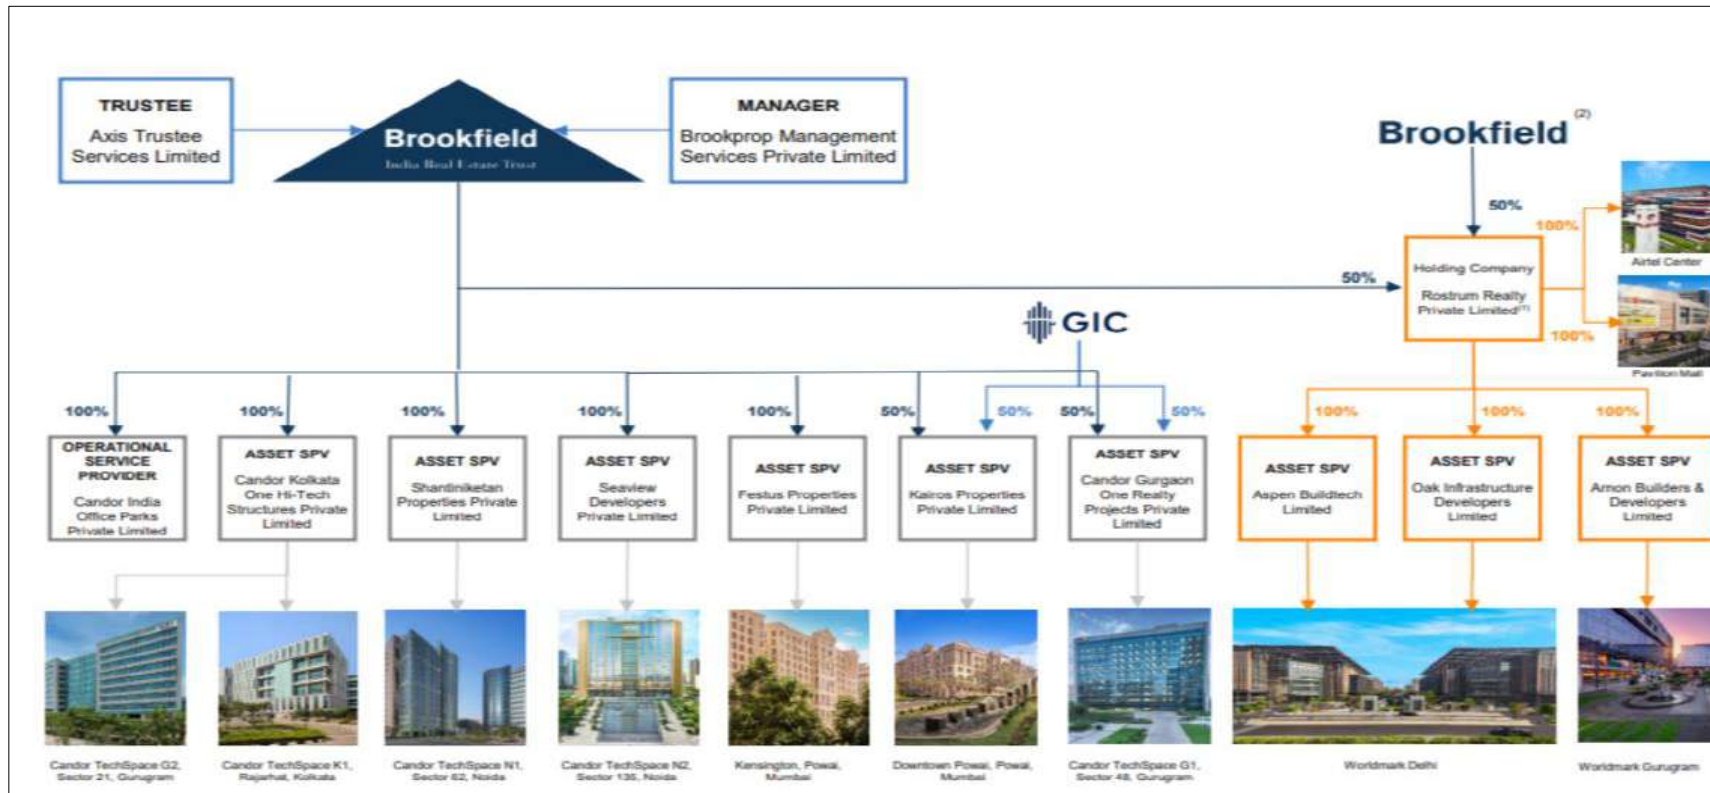 TRUSTEE
Axis Trustee
Services Limited
Brookfield
India Real Estate Trust
MANAGER
Brookprop Management
Services Private Limited
Brookfield (2)
50%
100%
Airtel Center
Holding Company
Rostrum Realty
Private Limited(1)
50%
100%
Pavilion Mall
GIC
100%
100%
100%
100%
100%
50%
50%
50%
50%
100%
100%
100%
OPERATIONAL
SERVICE
PROVIDER
Candor India
Office Parks
Private Limited
ASSET SPV
Candor Kolkata
One Hi-Tech
Structures Private
Limited
ASSET SPV
Shantiniketan
Properties Private
Limited
ASSET SPV
Seaview
Developers
Private Limited
ASSET SPV
Festus Properties
Private Limited
ASSET SPV
Kairos Properties
Private Limited
ASSET SPV
Candor Gurgaon
One Realty
Projects Private
Limited
ASSET SPV
Aspen Buildtech
Limited
ASSET SPV
Oak Infrastructure
Developers
Limited
ASSET SPV
Arnon Builders &
Developers
Limited
Candor TechSpace G2,
Sector 21, Gurugram
Candor TechSpace K1,
Rajarhat, Kolkata
Candor TechSpace N1,
Sector 62, Noida
Candor TechSpace N2,
Sector 135, Noida
Kensington, Powai,
Mumbai
Downtown Powai, Powai,
Mumbai
Candor TechSpace G1,
Sector 48, Gurugram
Worldmark Delhi
Worldmark Gurugram